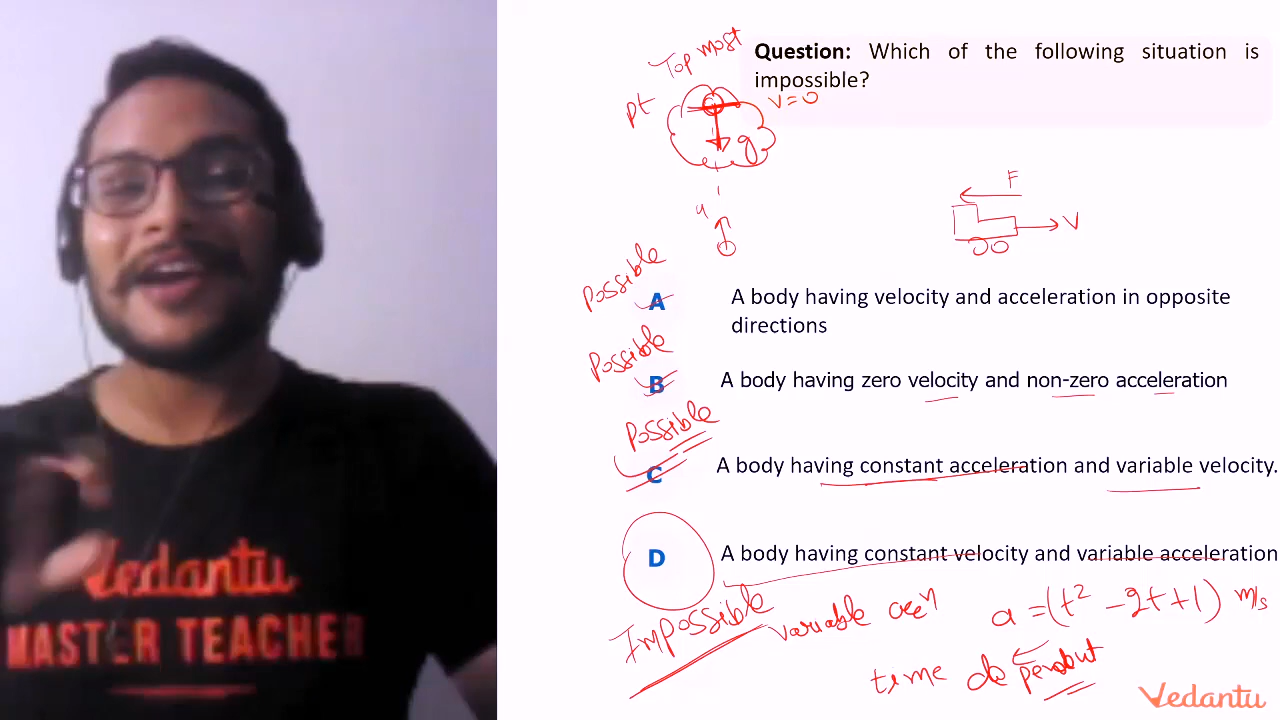 Question: Which of the following situation is
impossible?
Top most
pt
V=0
g
u
F
V
Possible
A A body having velocity and acceleration in opposite
directions
Possible
B A body having zero velocity and non-zero acceleration
Possible
C A body having constant acceleration and variable velocity.
D A body having constant velocity and variable acceleration
Impossible
variable accⁿ
a = (t² - 2t + 1) m/s
time
Vedantu
MASTER TEACHER
Vedantu